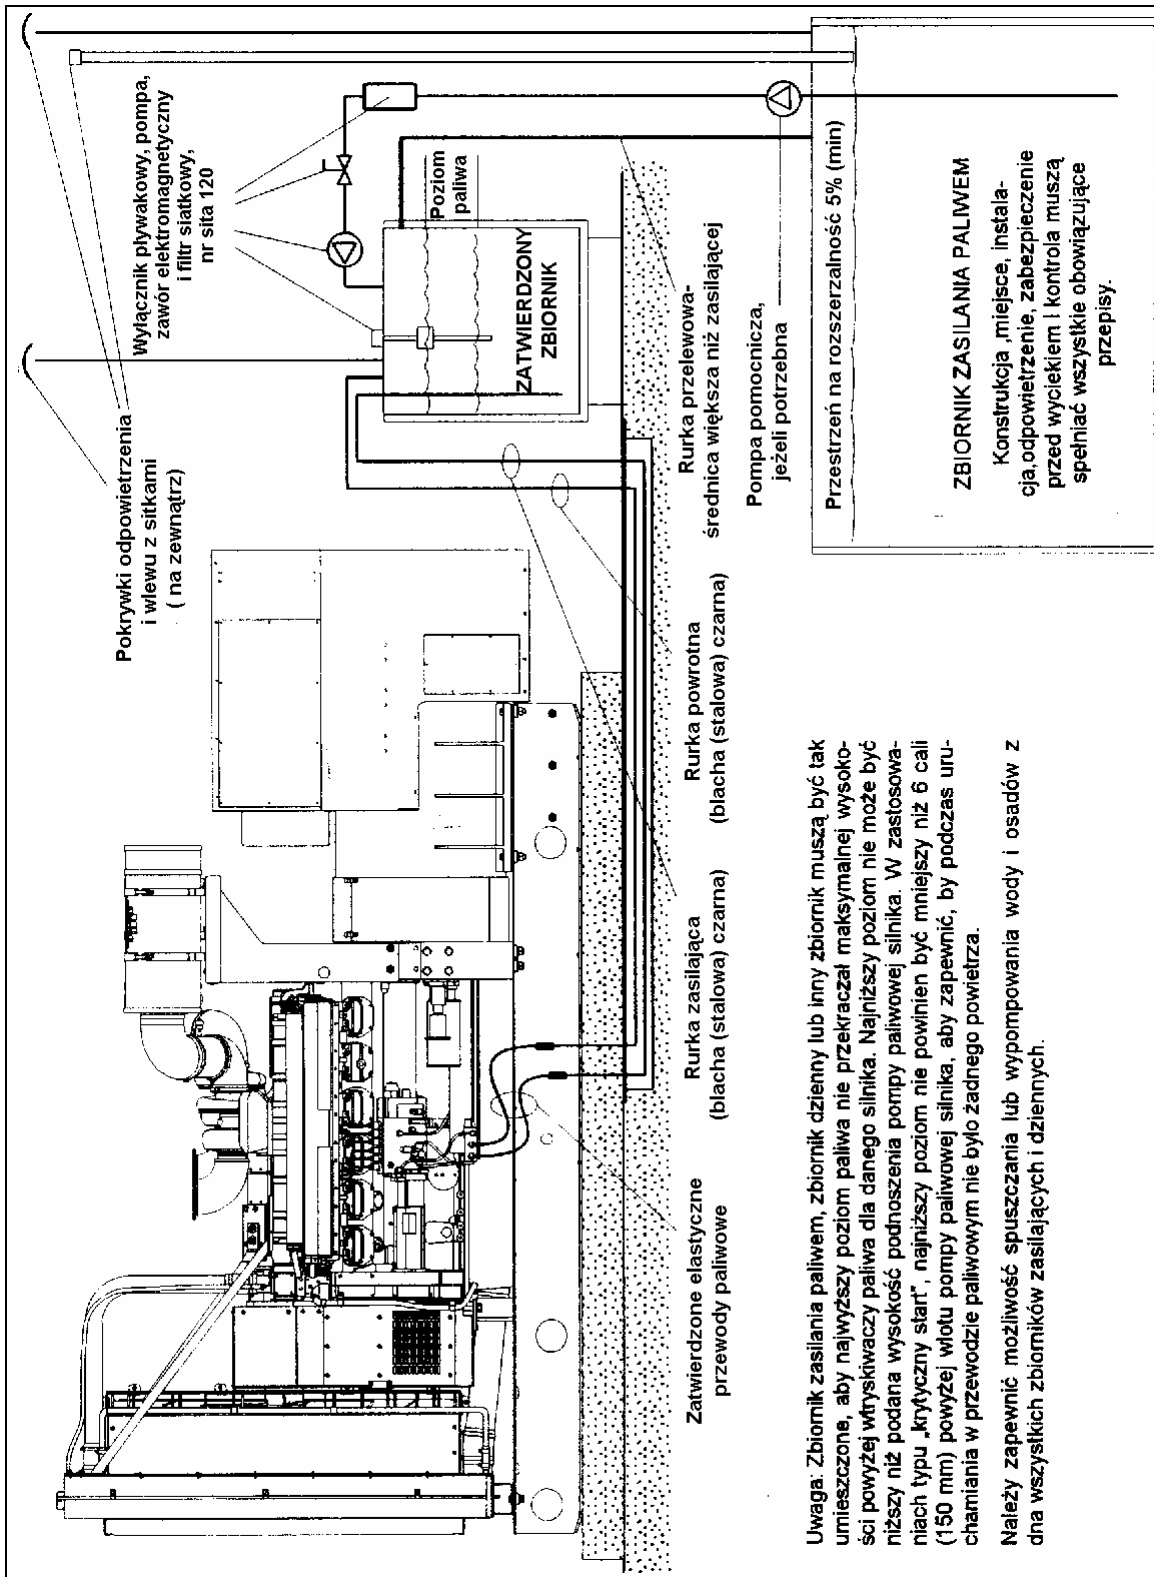 Pokrywki odpowietrzenia
i wlewu z sitkami
( na zewnątrz)
Wyłącznik pływakowy, pompa,
zawór elektromagnetyczny
i filtr siatkowy,
nr sita 120
Poziom
paliwa
ZATWIERDZONY
ZBIORNIK
Zatwierdzone elastyczne
przewody paliwowe
Rurka zasilająca
(blacha (stalowa) czarna)
Rurka powrotna
(blacha (stalowa) czarna)
Rurka przelewowa-
średnica większa niż zasilającej
Pompa pomocnicza,
jeżeli potrzebna
Przestrzeń na rozszerzalność 5% (min)
ZBIORNIK ZASILANIA PALIWEM
Konstrukcja ,miejsce, instala-
cja,odpowietrzenie, zabezpieczenie
przed wyciekiem i kontrola muszą
spełniać wszystkie obowiązujące
przepisy.
Uwaga: Zbiornik zasilania paliwem, zbiornik dzienny lub inny zbiornik muszą być tak
umieszczone, aby najwyższy poziom paliwa nie przekraczał maksymalnej wysoko-
ści powyżej wtryskiwaczy paliwa dla danego silnika. Najniższy poziom nie może być
niższy niż podana wysokość podnoszenia pompy paliwowej silnika. W zastosowa-
niach typu „krytyczny start”, najniższy poziom nie powinien być mniejszy niż 6 cali
(150 mm) powyżej wlotu pompy paliwowej silnika, aby zapewnić, by podczas uru-
chamiania w przewodzie paliwowym nie było żadnego powietrza.
Należy zapewnić możliwość spuszczania lub wypompowania wody i osadów z
dna wszystkich zbiorników zasilających i dziennych.